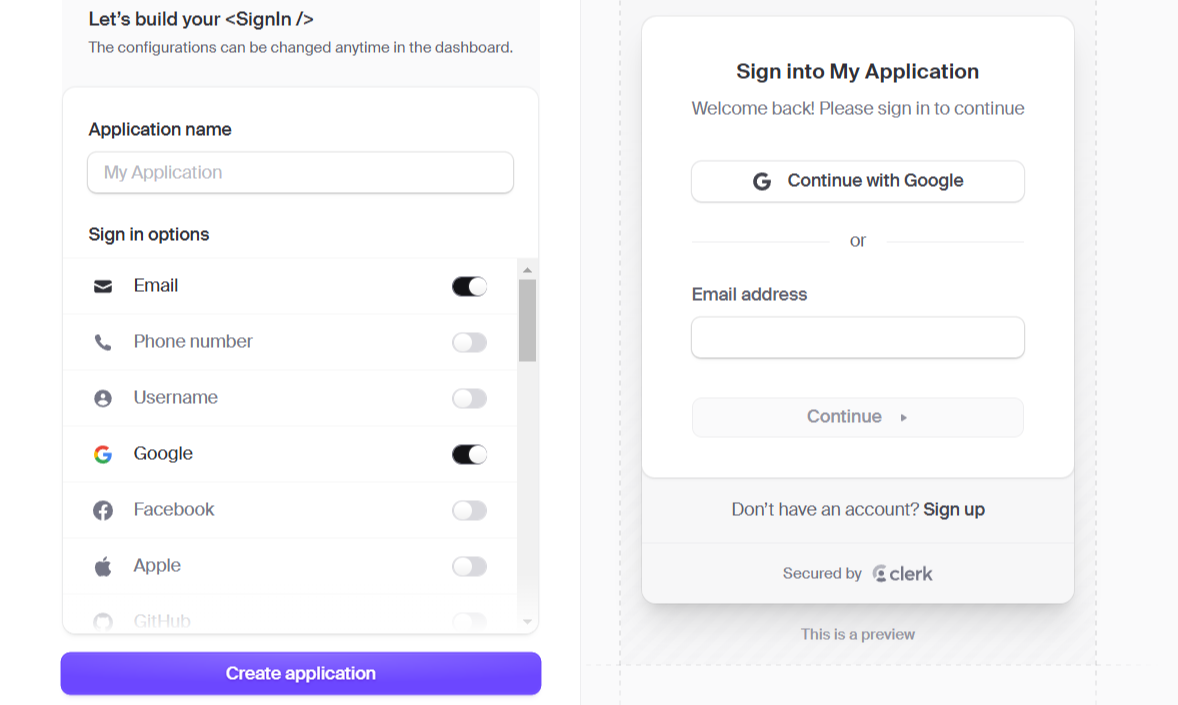 Let’s build your <SignIn />
The configurations can be changed anytime in the dashboard.
Application name
My Application
Sign in options
Email
Phone number
Username
Google
Facebook
Apple
GitHub
Create application
Sign into My Application
Welcome back! Please sign in to continue
Continue with Google
or
Email address
Continue
Don’t have an account? Sign up
Secured by clerk
This is a preview